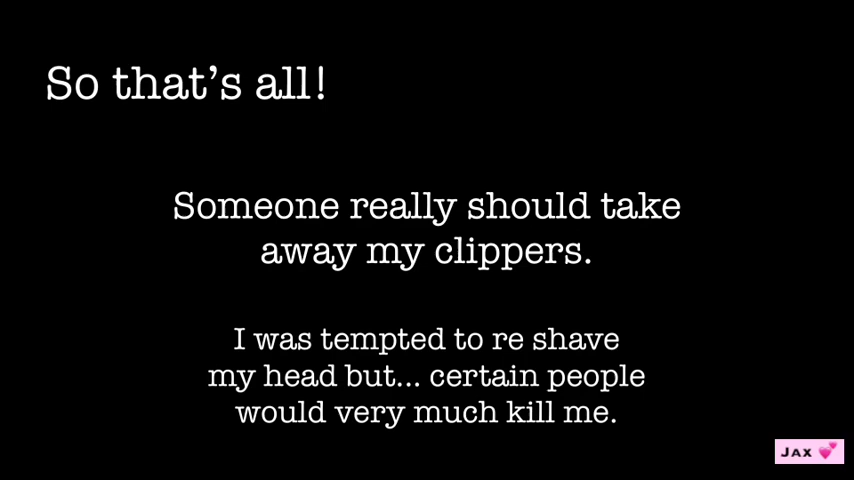 So that’s all!
Someone really should take
away my clippers.
I was tempted to re shave
my head but... certain people
would very much kill me.
JAX 💕